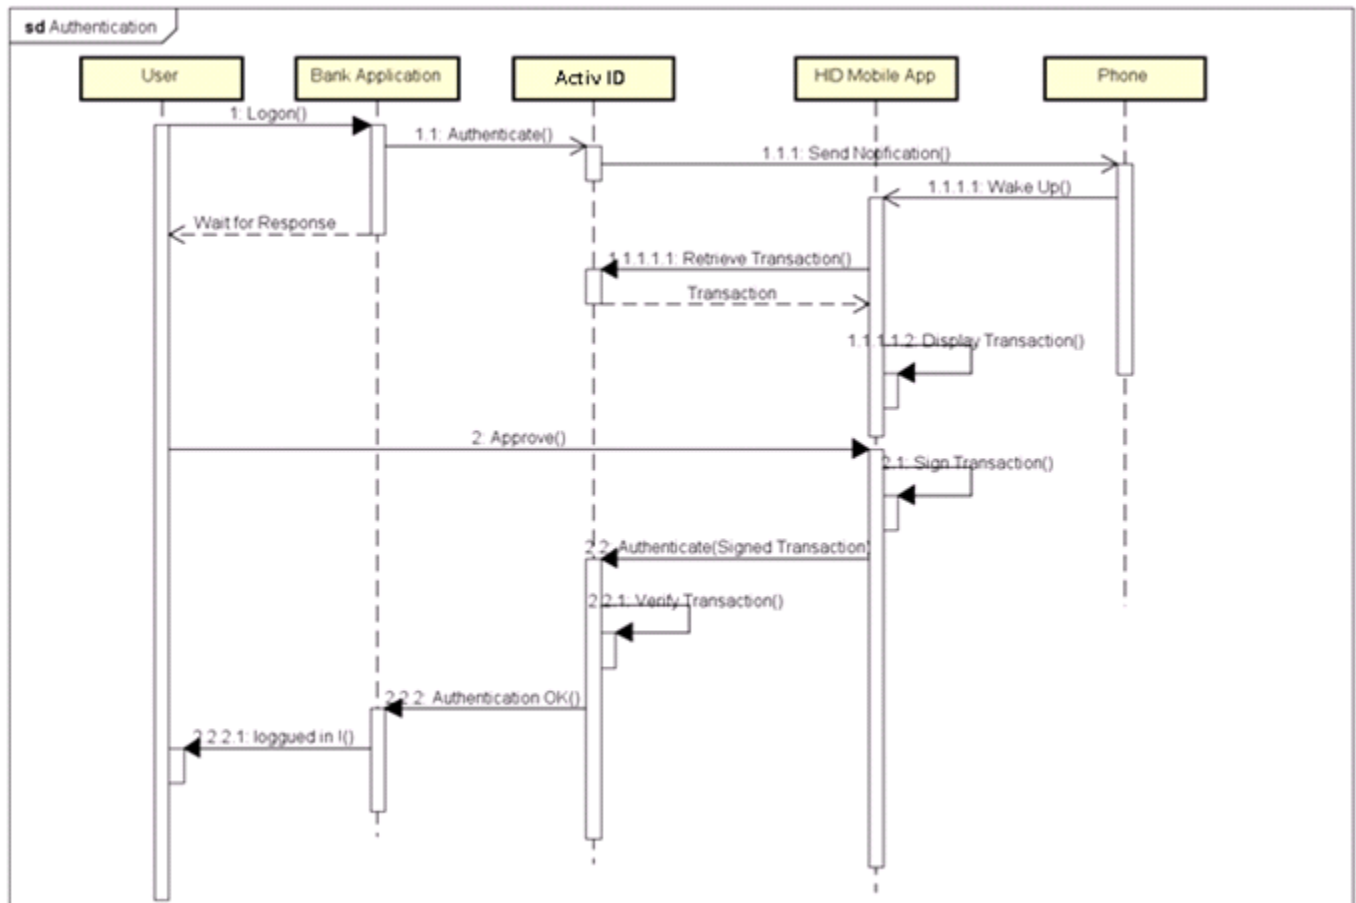 sd Authentication
User
Bank Application
Activ ID
HID Mobile App
Phone
1: Logon()
1.1: Authenticate()
1.1.1: Send Notification()
1.1.1.1: Wake Up()
Wait for Response
1.1.1.1.1: Retrieve Transaction()
Transaction
1.1.1.1.2: Display Transaction()
2: Approve()
2.1: Sign Transaction()
2.2: Authenticate(Signed Transaction)
2.2.1: Verify Transaction()
2.2.2: Authentication OK()
2.2.2.1: loggued in !()